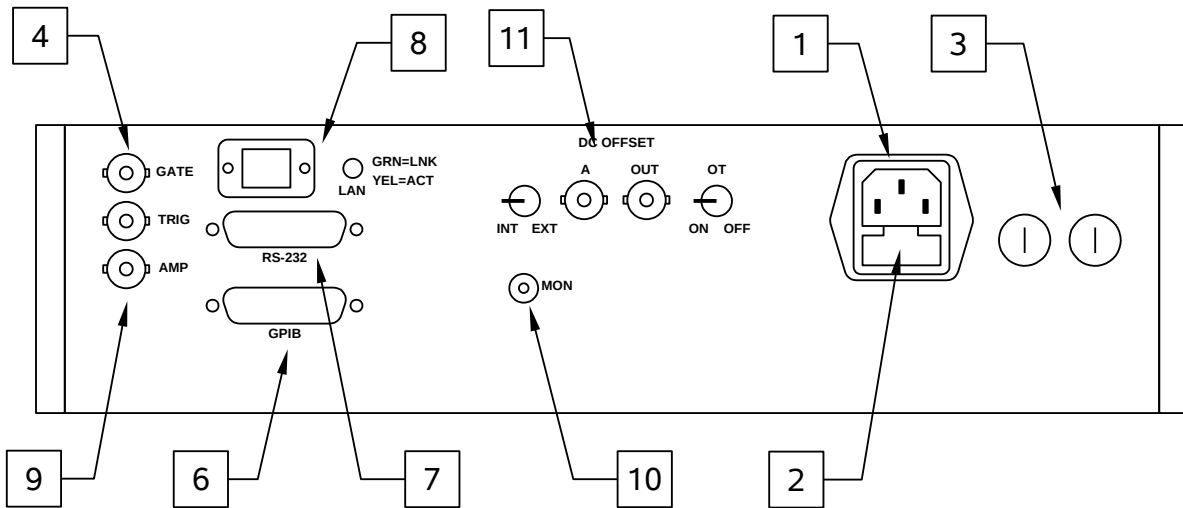 4
8
11
1
3
DC OFFSET
GATE
GRN=LNK
YEL=ACT
LAN
A
OUT
OT
TRIG
INT EXT
ON OFF
RS-232
AMP
MON
GPIB
9
6
7
10
2